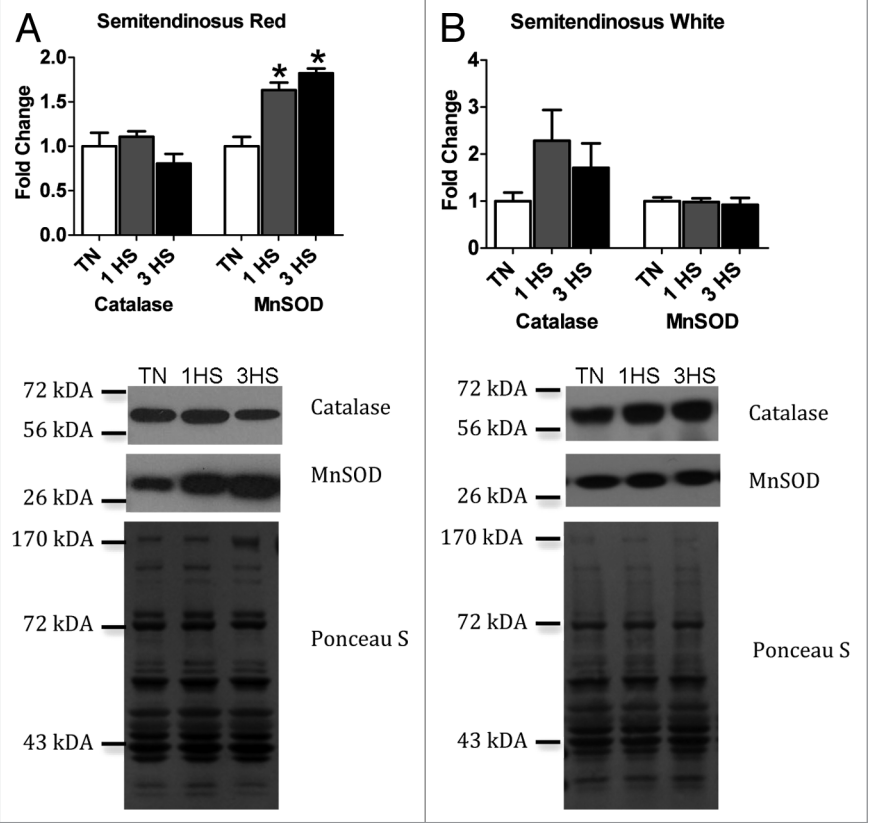 A
Semitendinosus Red
Fold Change
2.0
1.5
1.0
0.5
0.0
* *
TN 1 HS 3 HS TN 1 HS 3 HS
Catalase MnSOD
TN 1HS 3HS
72 kDA
Catalase
56 kDA
MnSOD
26 kDA
170 kDA
72 kDA
Ponceau S
43 kDA
B
Semitendinosus White
Fold Change
4
3
2
1
0
TN 1 HS 3 HS TN 1 HS 3 HS
Catalase MnSOD
TN 1HS 3HS
72 kDA
Catalase
56 kDA
MnSOD
26 kDA
170 kDA
72 kDA
Ponceau S
43 kDA